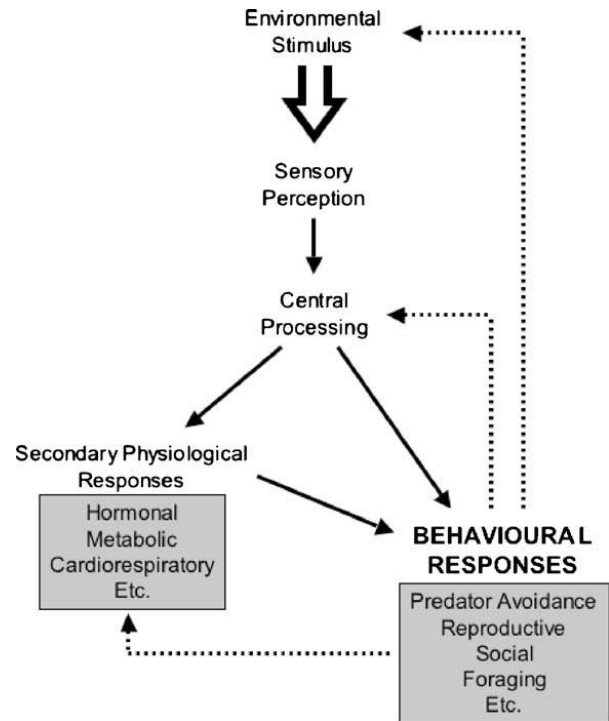 Environmental
Stimulus
Sensory
Perception
Central
Processing
Secondary Physiological
Responses
Hormonal
Metabolic
Cardiorespiratory
Etc.
BEHAVIOURAL
RESPONSES
Predator Avoidance
Reproductive
Social
Foraging
Etc.